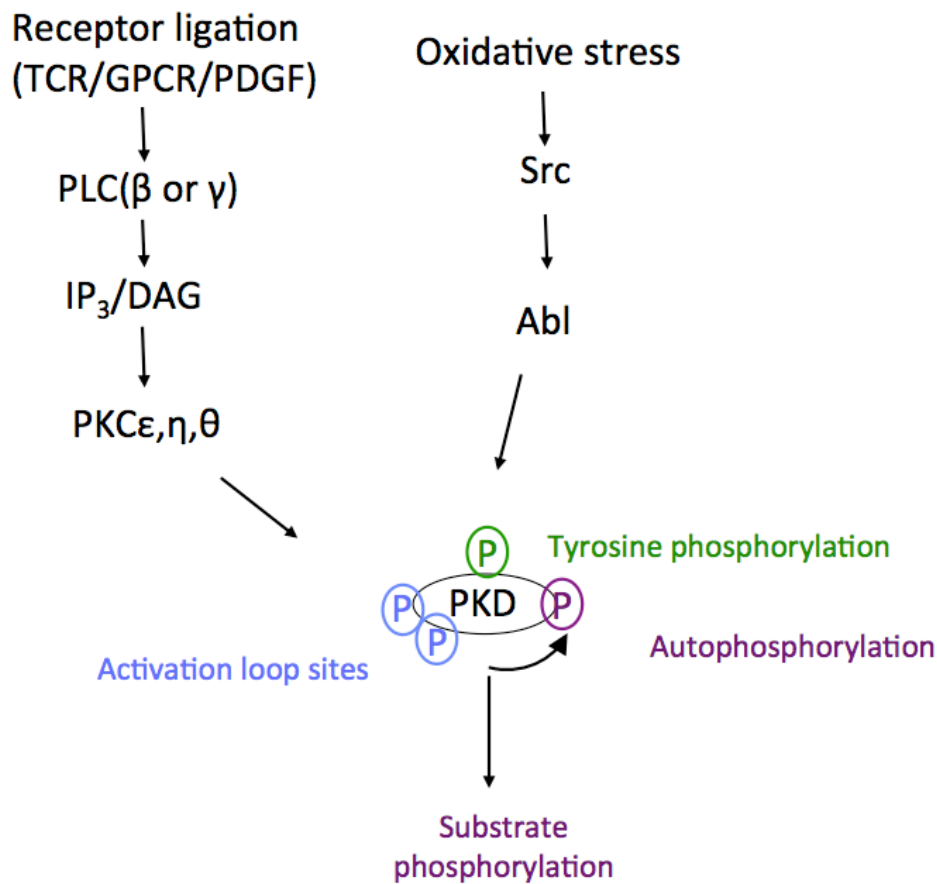 Receptor ligation
(TCR/GPCR/PDGF)
Oxidative stress
PLC(β or γ)
Src
IP₃/DAG
Abl
PKCε,η,θ
P
Tyrosine phosphorylation
P
PKD
P
P
Autophosphorylation
Activation loop sites
Substrate
phosphorylation